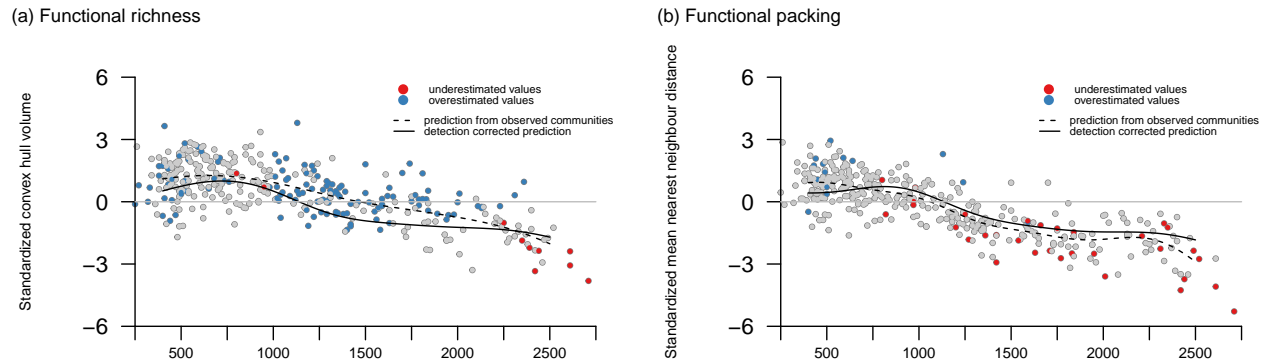 (a) Functional richness
Standardized convex hull volume
6
3
0
−3
−6
underestimated values
overestimated values
prediction from observed communities
detection corrected prediction
500
1000
1500
2000
2500
(b) Functional packing
Standardized mean nearest neighbour distance
6
3
0
−3
−6
underestimated values
overestimated values
prediction from observed communities
detection corrected prediction
500
1000
1500
2000
2500